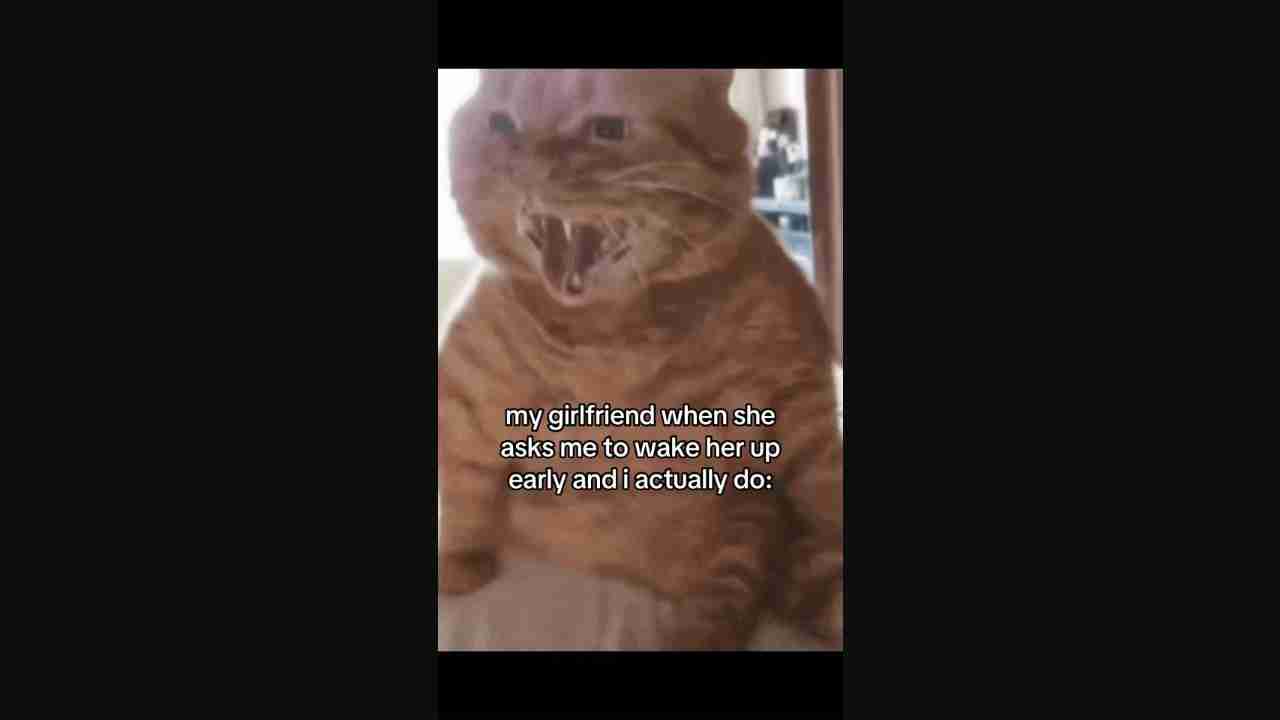 my girlfriend when she
asks me to wake her up
early and i actually do: